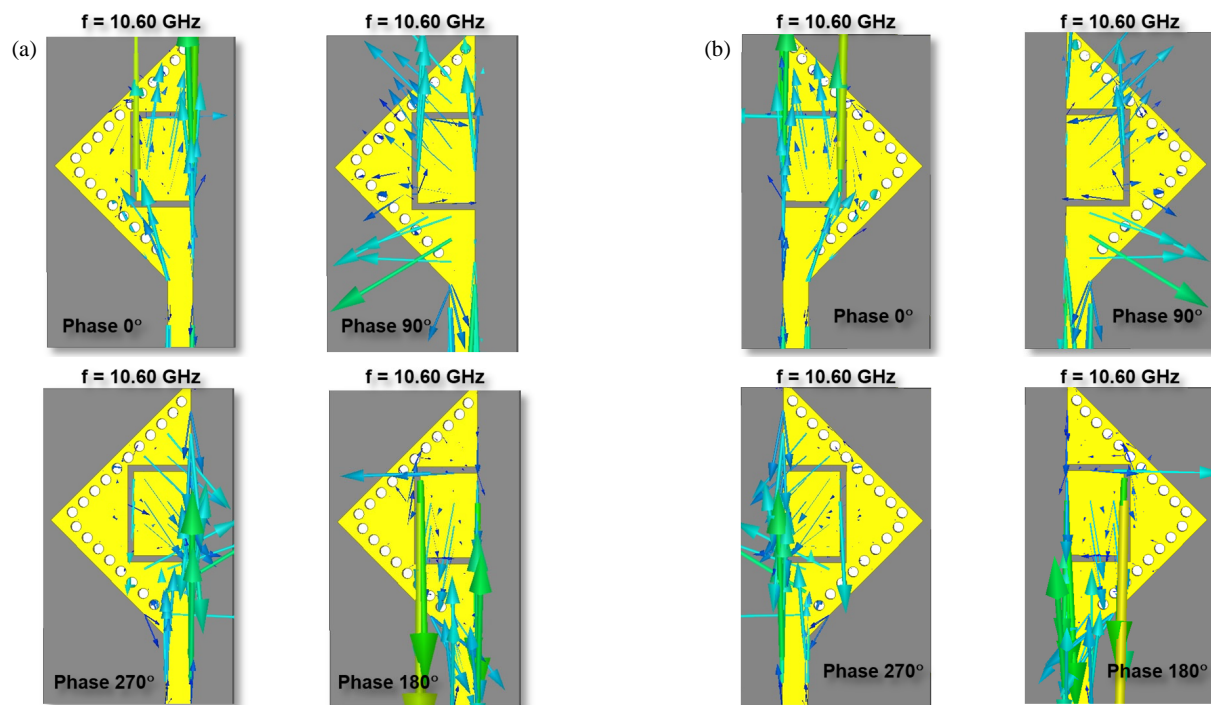 f = 10.60 GHz
f = 10.60 GHz
(a)
Phase 0°
Phase 90°
f = 10.60 GHz
f = 10.60 GHz
Phase 270°
Phase 180°
f = 10.60 GHz
f = 10.60 GHz
(b)
Phase 0°
Phase 90°
f = 10.60 GHz
f = 10.60 GHz
Phase 270°
Phase 180°